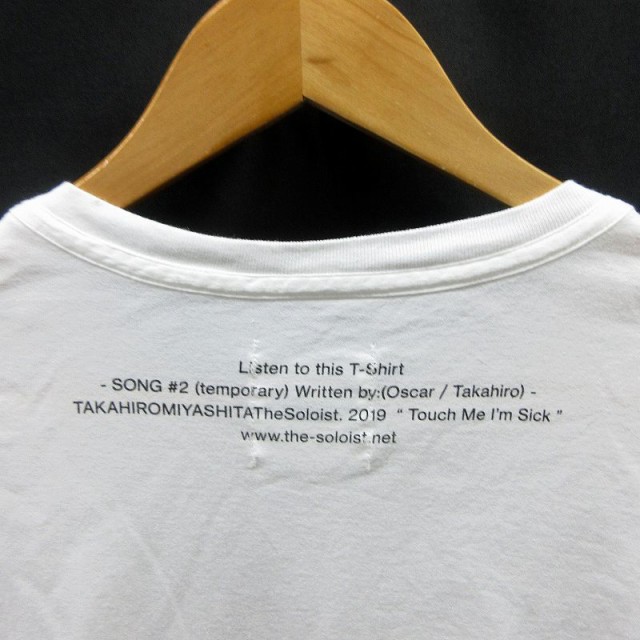 Listen to this T-Shirt
- SONG #2 (temporary) Written by:(Oscar / Takahiro) -
TAKAHIROMIYASHITATheSoloist. 2019 “ Touch Me I'm Sick ”
www.the-soloist.net